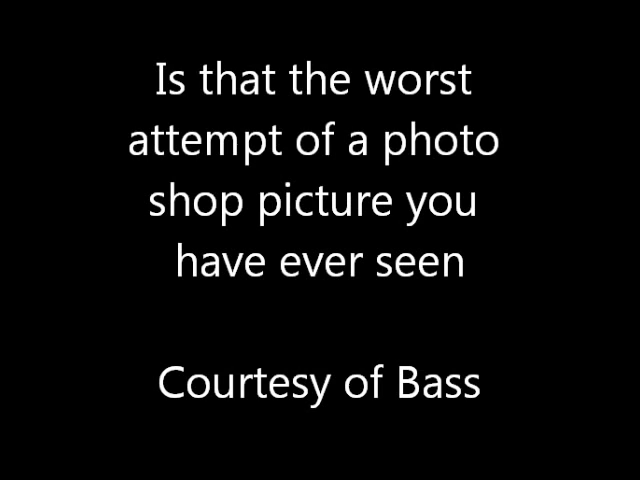 Is that the worst
attempt of a photo
shop picture you
have ever seen
Courtesy of Bass